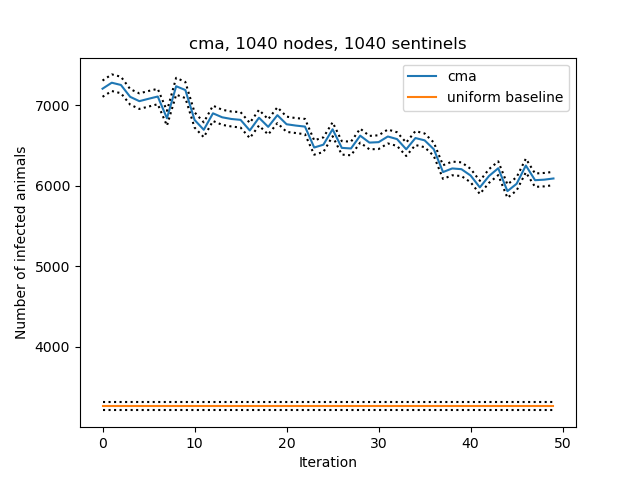 cma, 1040 nodes, 1040 sentinels
cma
uniform baseline
7000
6000
5000
4000
Number of infected animals
0 10 20 30 40 50
Iteration